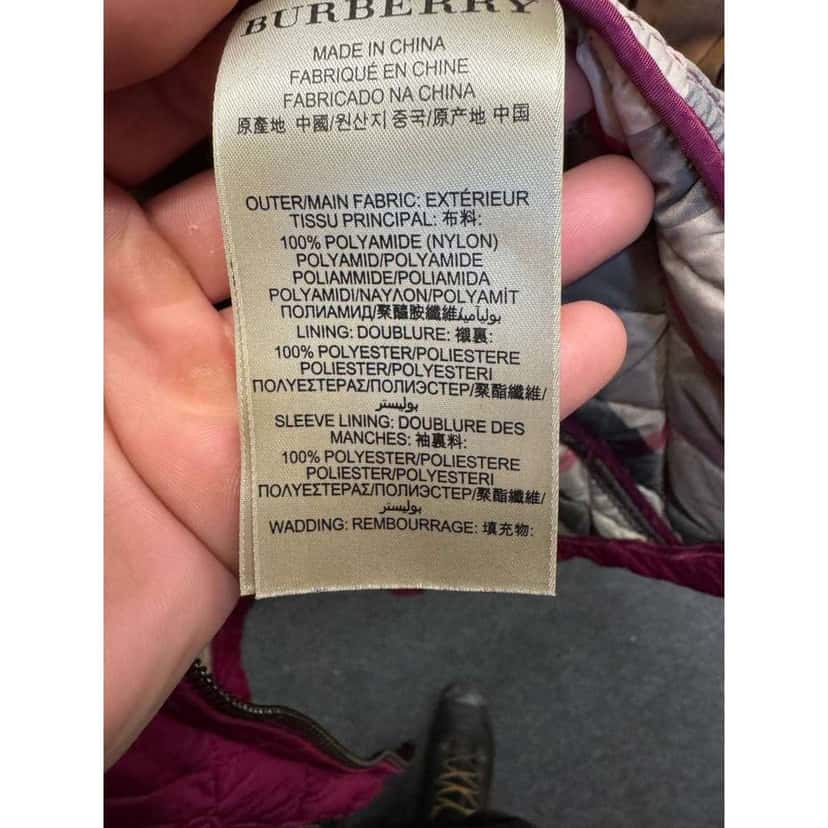 BURBERRY
MADE IN CHINA
FABRIQUÉ EN CHINE
FABRICADO NA CHINA
原產地 中國/원산지 중국/原产地 中国
OUTER/MAIN FABRIC: EXTÉRIEUR
TISSU PRINCIPAL: 布料:
100% POLYAMIDE (NYLON)
POLYAMID/POLYAMIDE
POLIAMMIDE/POLIAMIDA
POLYAMIDI/ΝΑΥΛΟΝ/POLYAMİT
ПОЛИАМИД/聚醯胺纖維/بوليآميد
LINING: DOUBLURE: 襯裏:
100% POLYESTER/POLIESTERE
POLIESTER/POLYESTERI
ΠΟΛΥΕΣΤΕΡΑΣ/ПОЛИЭСТЕР/聚酯纖維/
بوليستر
SLEEVE LINING: DOUBLURE DES
MANCHES: 袖裏料:
100% POLYESTER/POLIESTERE
POLIESTER/POLYESTERI
ΠΟΛΥΕΣΤΕΡΑΣ/ПОЛИЭСТЕР/聚酯纖維/
بوليستر
WADDING: REMBOURRAGE: 填充物: